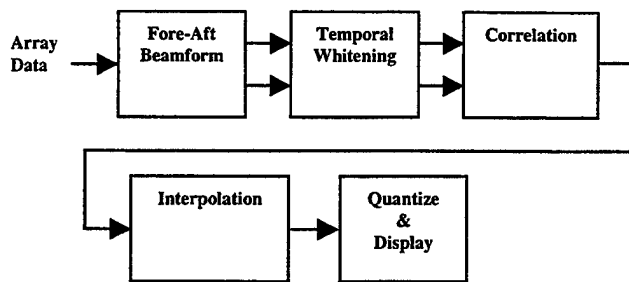 Array
Data
Fore-Aft
Beamform
Temporal
Whitening
Correlation
Interpolation
Quantize
&
Display